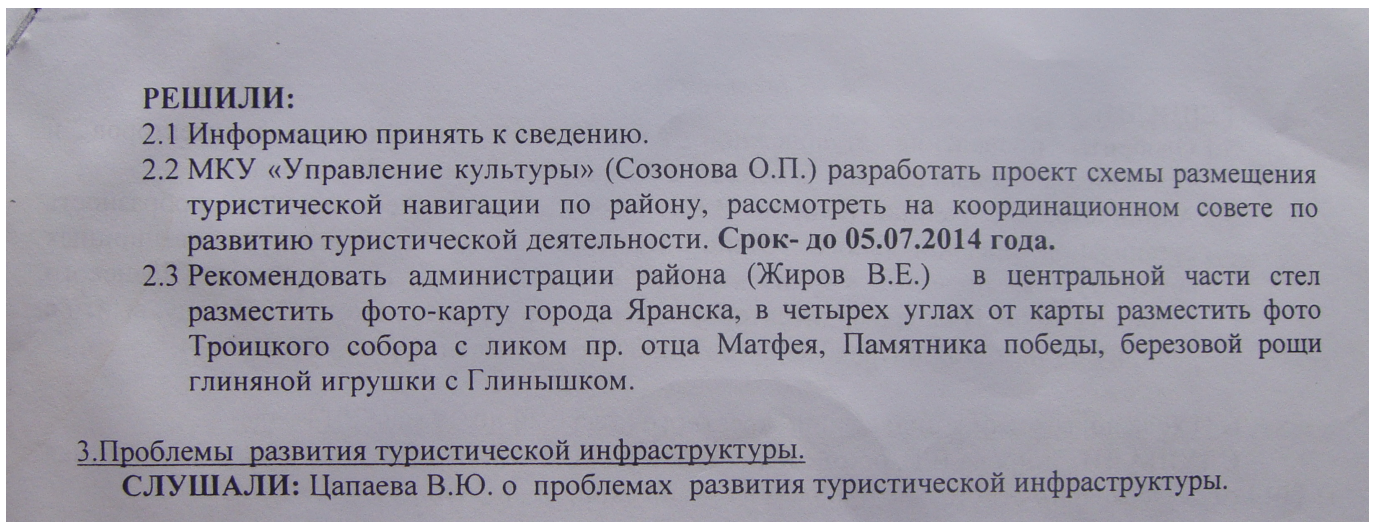 РЕШИЛИ:
2.1 Информацию принять к сведению.
2.2 МКУ «Управление культуры» (Созонова О.П.) разработать проект схемы размещения
туристической навигации по району, рассмотреть на координационном совете по
развитию туристической деятельности. Срок- до 05.07.2014 года.
2.3 Рекомендовать администрации района (Жиров В.Е.) в центральной части стел
разместить фото-карту города Яранска, в четырех углах от карты разместить фото
Троицкого собора с ликом пр. отца Матфея, Памятника победы, березовой рощи
глиняной игрушки с Глинышком.
3.Проблемы развития туристической инфраструктуры.
СЛУШАЛИ: Цапаева В.Ю. о проблемах развития туристической инфраструктуры.